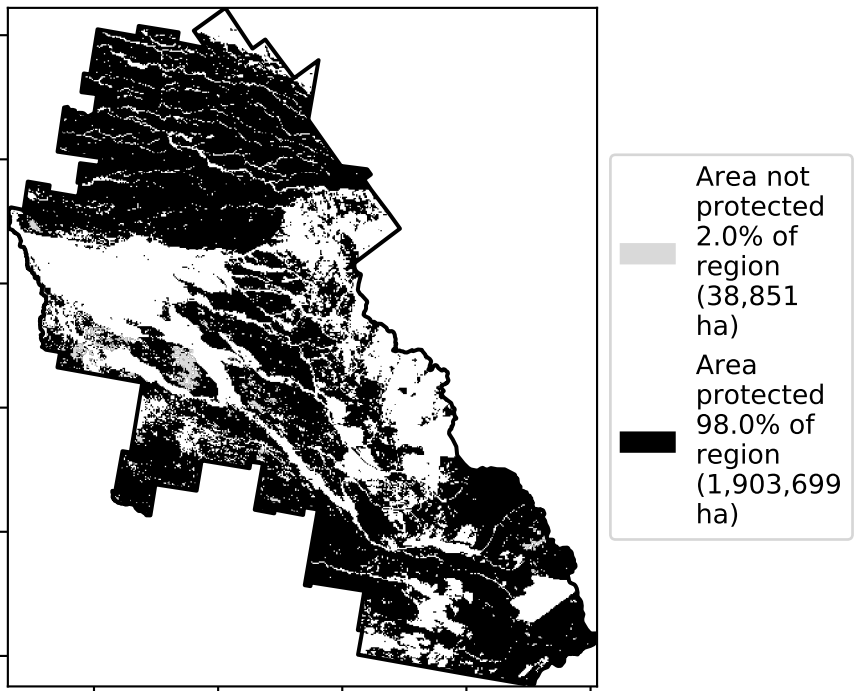 Area not
protected
2.0% of
region
(38,851
ha)
Area
protected
98.0% of
region
(1,903,699
ha)